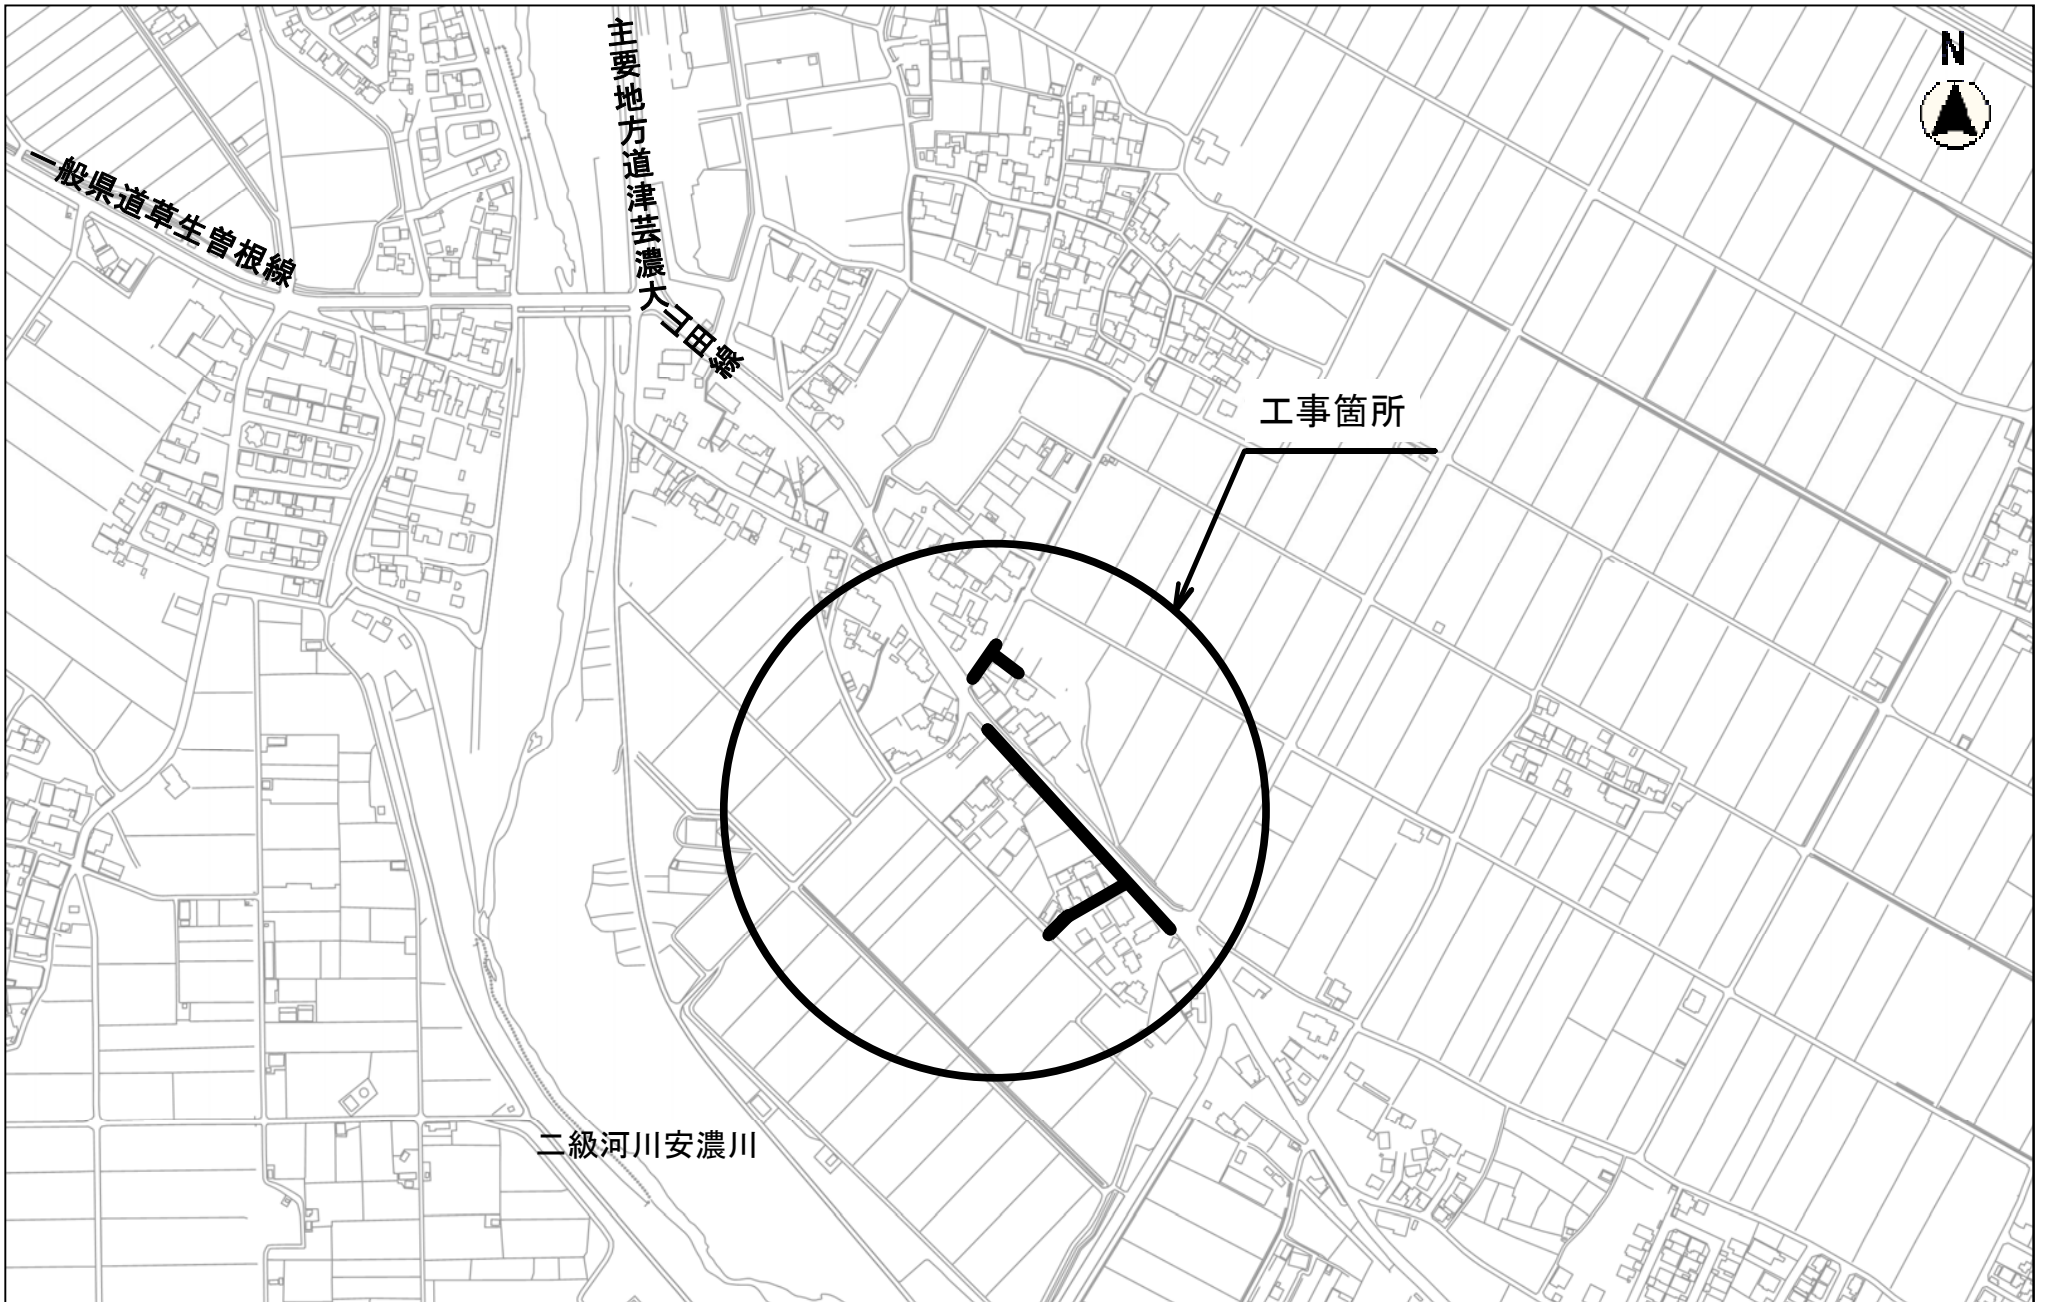 主要地方道津芸濃大山田線
N
一般県道草生曽根線
工事箇所
二級河川安濃川